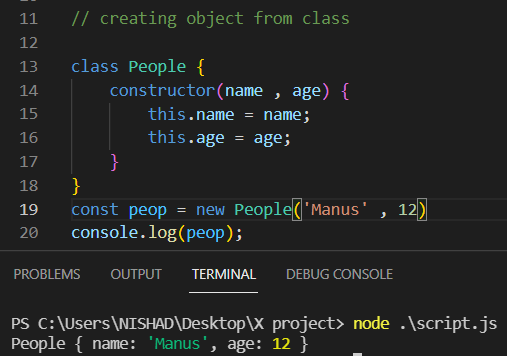 11 // creating object from class
12
13 class People {
14     constructor(name , age) {
15         this.name = name;
16         this.age = age;
17     }
18 }
19 const peop = new People('Manus' , 12)
20 console.log(peop);
PROBLEMS OUTPUT TERMINAL DEBUG CONSOLE
PS C:\Users\NISHAD\Desktop\X project> node .\script.js
People { name: 'Manus', age: 12 }